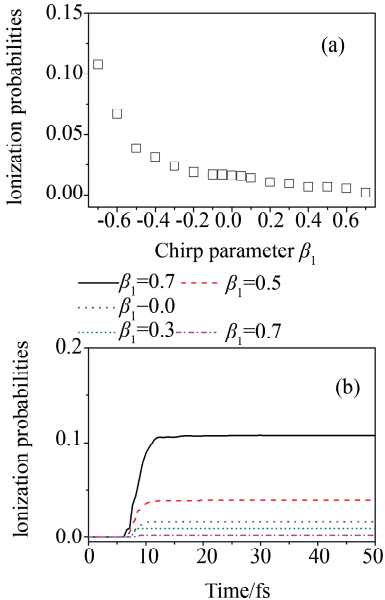 (a)
Ionization probabilities
0.15
0.10
0.05
0.00
-0.6 -0.4 -0.2 0.0 0.2 0.4 0.6
Chirp parameter β₁
β₁=0.7 β₁=0.5
β₁−0.0
β₁=0.3 β₁=0.7
(b)
Ionization probabilities
0.2
0.1
0.0
0 10 20 30 40 50
Time/fs